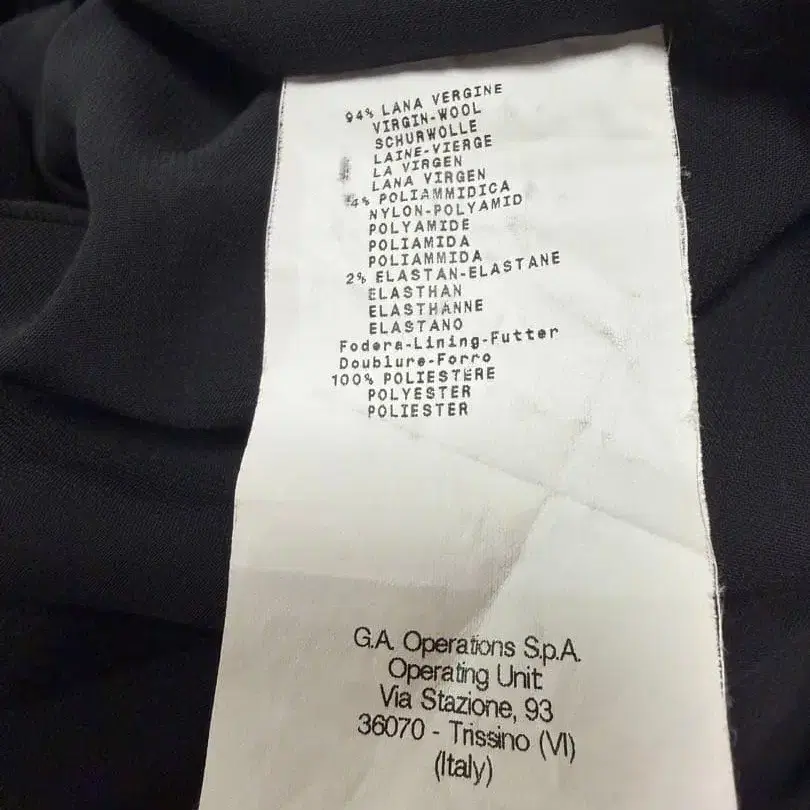 94% LANA VERGINE
VIRGIN-WOOL
SCHURWOLLE
LAINE-VIERGE
LA VIRGEN
LANA VIRGEN
4% POLIAMMIDICA
NYLON-POLYAMID
POLYAMIDE
POLIAMIDA
POLIAMMIDA
2% ELASTAN-ELASTANE
ELASTHAN
ELASTHANNE
ELASTANO
Fodera-Lining-Futter
Doublure-Forro
100% POLIESTERE
POLYESTER
POLIESTER
G.A. Operations S.p.A.
Operating Unit
Via Stazione, 93
36070 - Trissino (VI)
(Italy)